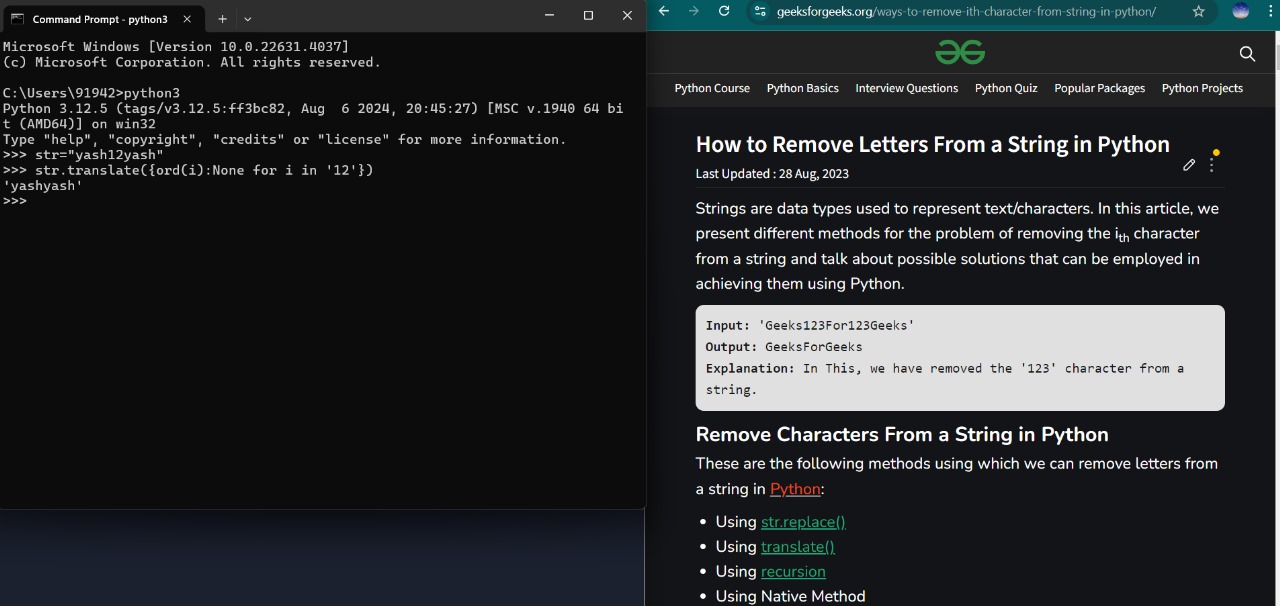 Command Prompt - python3
Microsoft Windows [Version 10.0.22631.4037]
(c) Microsoft Corporation. All rights reserved.
C:\Users\91942>python3
Python 3.12.5 (tags/v3.12.5:ff3bc82, Aug  6 2024, 20:45:27) [MSC v.1940 64 bi
t (AMD64)] on win32
Type "help", "copyright", "credits" or "license" for more information.
>>> str="yash12yash"
>>> str.translate({ord(i):None for i in '12'})
'yashyash'
>>>
geeksforgeeks.org/ways-to-remove-ith-character-from-string-in-python/
Python Course Python Basics Interview Questions Python Quiz Popular Packages Python Projects
How to Remove Letters From a String in Python
Last Updated : 28 Aug, 2023
Strings are data types used to represent text/characters. In this article, we
present different methods for the problem of removing the ith character
from a string and talk about possible solutions that can be employed in
achieving them using Python.
Input: 'Geeks123For123Geeks'
Output: GeeksForGeeks
Explanation: In This, we have removed the '123' character from a
string.
Remove Characters From a String in Python
These are the following methods using which we can remove letters from
a string in Python:
• Using str.replace()
• Using translate()
• Using recursion
• Using Native Method